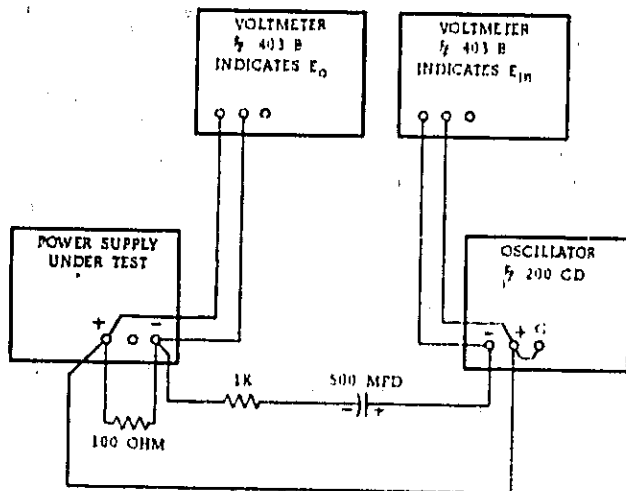 VOLTMETER
403 B
INDICATES Eo
VOLTMETER
403 B
INDICATES Ein
POWER SUPPLY
UNDER TEST
+ -
OSCILLATOR
200 CD
- + G
1K
500 MFD
- +
100 OHM